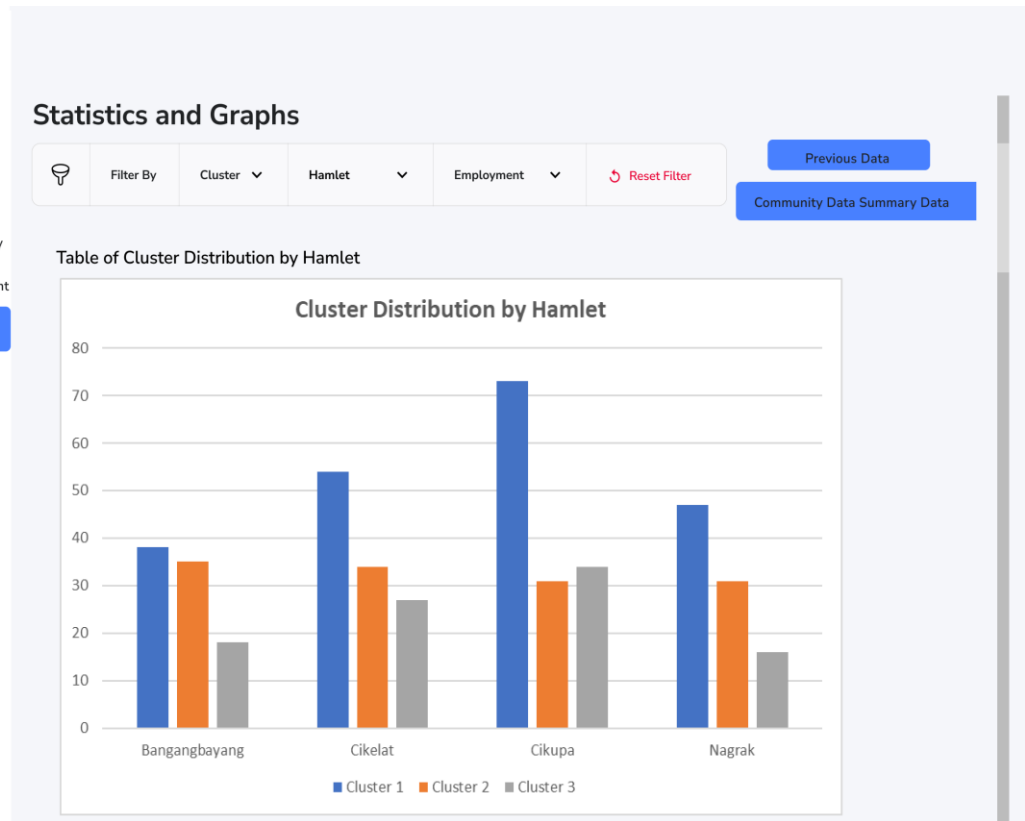 Statistics and Graphs
Filter By Cluster Hamlet Employment Reset Filter
Previous Data
Community Data Summary Data
nt
Table of Cluster Distribution by Hamlet
Cluster Distribution by Hamlet
80
70
60
50
40
30
20
10
0
Bangangbayang Cikelat Cikupa Nagrak
Cluster 1 Cluster 2 Cluster 3